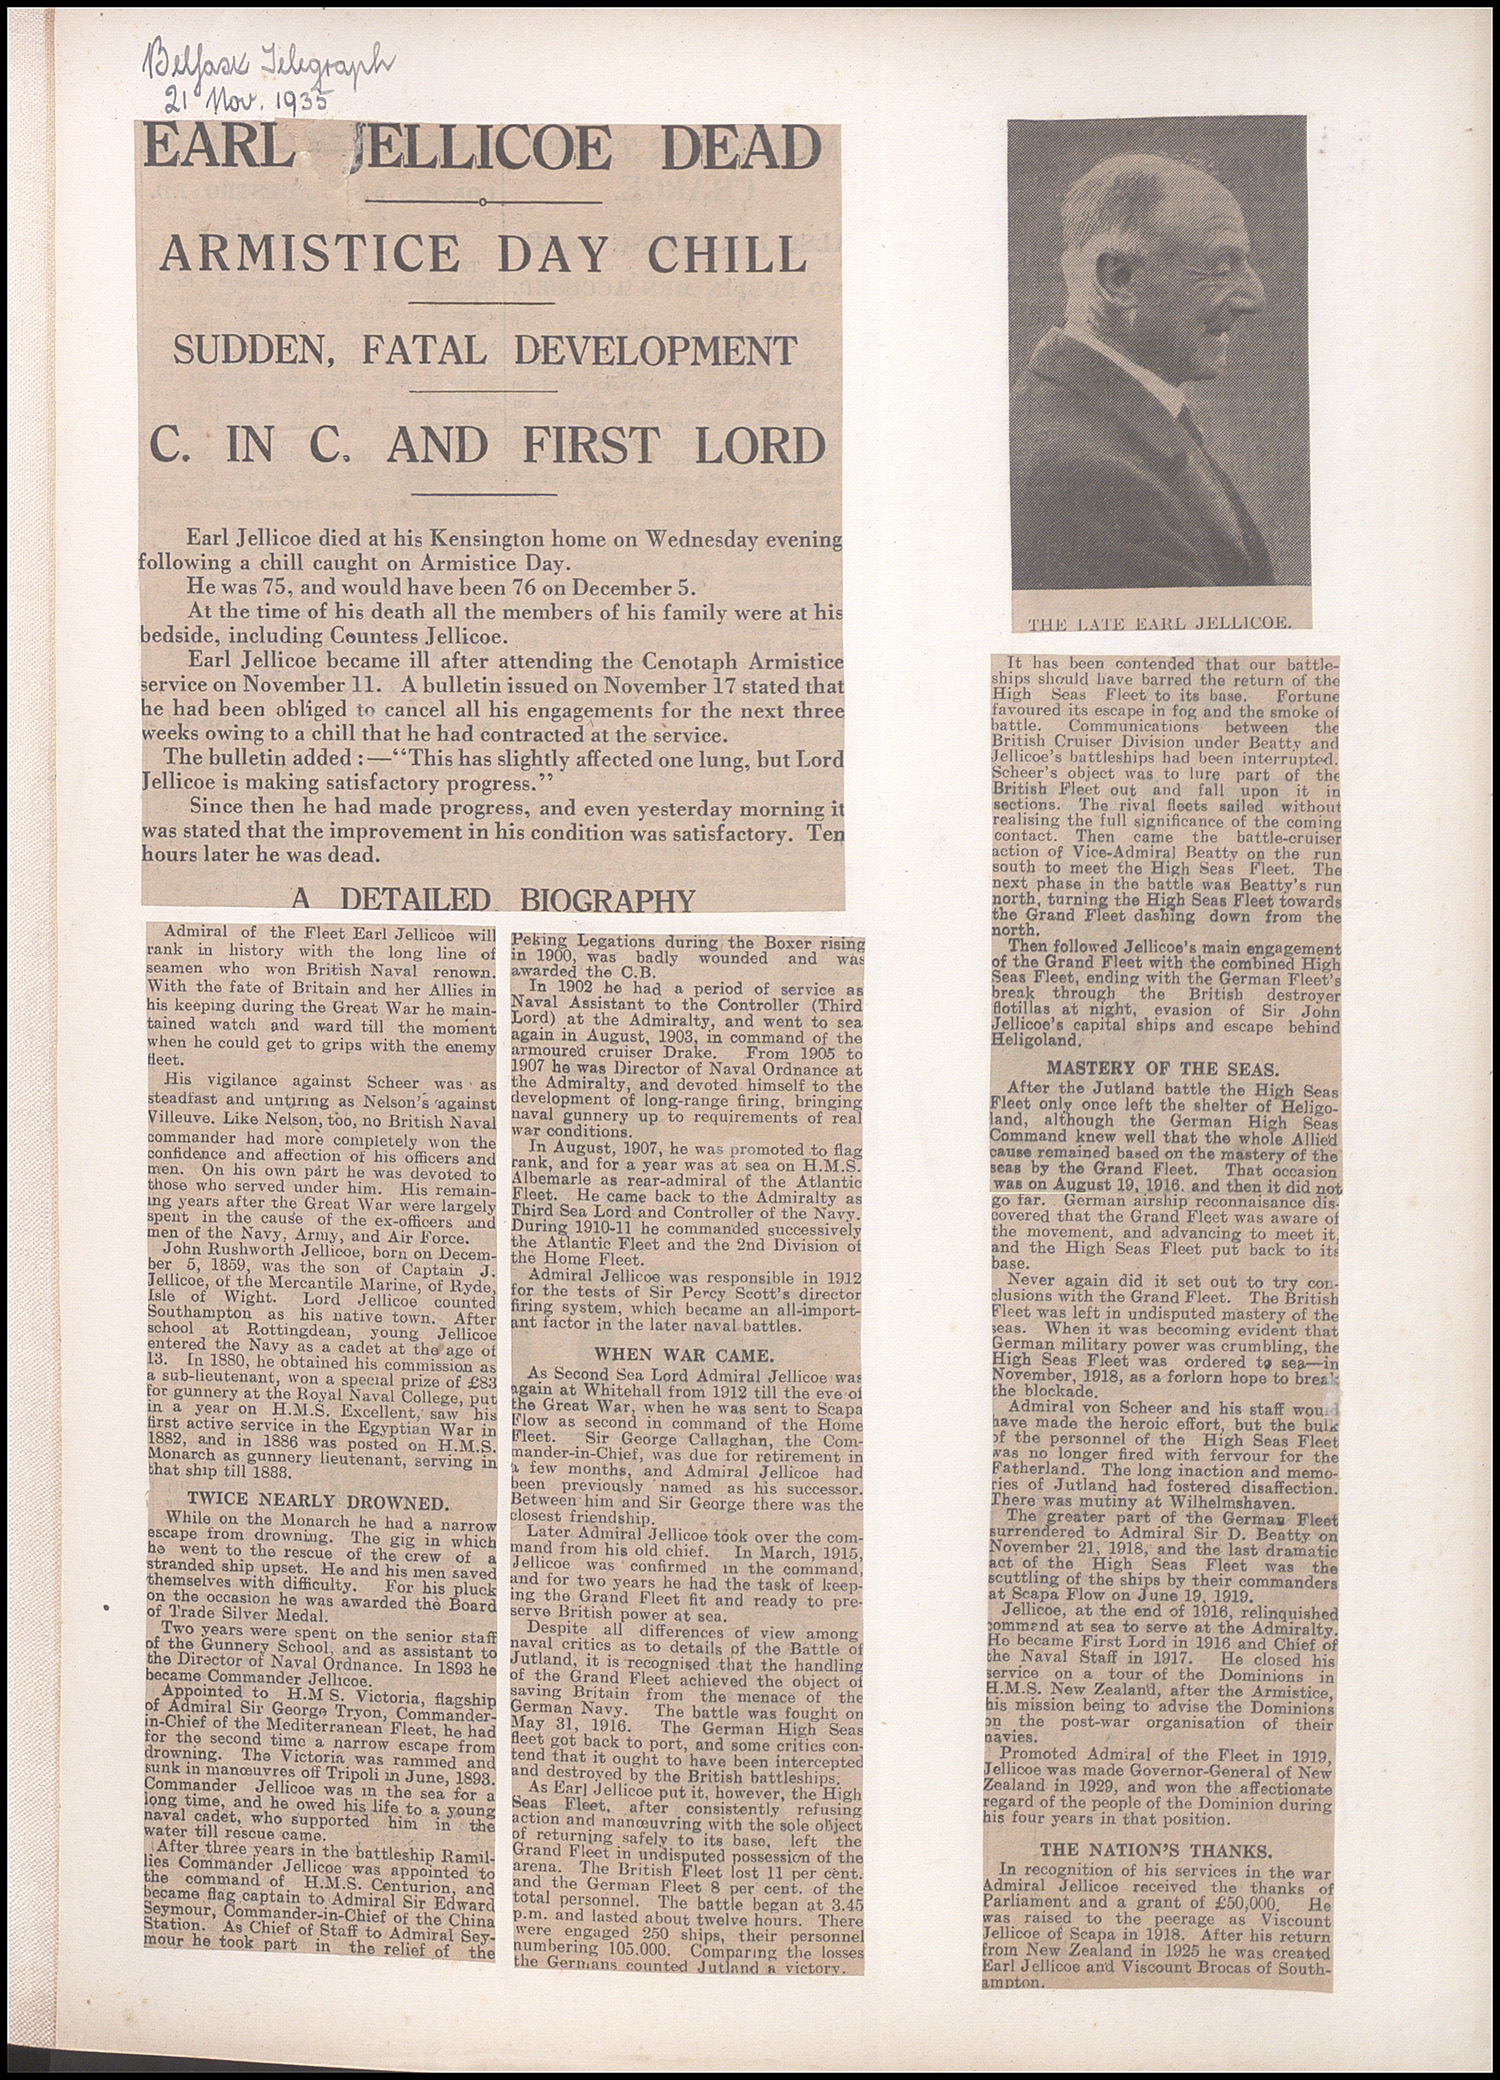 Belfast Telegraph
21 Nov. 1935
EARL JELLICOE DEAD
ARMISTICE DAY CHILL
SUDDEN, FATAL DEVELOPMENT
C. IN C. AND FIRST LORD
Earl Jellicoe died at his Kensington home on Wednesday evening
following a chill caught on Armistice Day.
He was 75, and would have been 76 on December 5.
At the time of his death all the members of his family were at his
bedside, including Countess Jellicoe.
Earl Jellicoe became ill after attending the Cenotaph Armistice
service on November 11. A bulletin issued on November 17 stated that
he had been obliged to cancel all his engagements for the next three
weeks owing to a chill that he had contracted at the service.
The bulletin added :—“This has slightly affected one lung, but Lord
Jellicoe is making satisfactory progress.”
Since then he had made progress, and even yesterday morning it
was stated that the improvement in his condition was satisfactory. Ten
hours later he was dead.
A DETAILED BIOGRAPHY
Admiral of the Fleet Earl Jellicoe will
rank in history with the long line of
seamen who won British Naval renown.
With the fate of Britain and her Allies in
his keeping during the Great War he main-
tained watch and ward till the moment
when he could get to grips with the enemy
fleet.
His vigilance against Scheer was as
steadfast and untiring as Nelson's against
Villeuve. Like Nelson, too, no British Naval
commander had more completely won the
confidence and affection of his officers and
men. On his own part he was devoted to
those who served under him. His remain-
ing years after the Great War were largely
spent in the cause of the ex-officers and
men of the Navy, Army, and Air Force.
John Rushworth Jellicoe, born on Decem-
ber 5, 1859, was the son of Captain J.
Jellicoe, of the Mercantile Marine, of Ryde,
Isle of Wight. Lord Jellicoe counted
Southampton as his native town. After
school at Rottingdean, young Jellicoe
entered the Navy as a cadet at the age of
13. In 1880, he obtained his commission as
a sub-lieutenant, won a special prize of £83
for gunnery at the Royal Naval College, put
in a year on H.M.S. Excellent, saw his
first active service in the Egyptian War in
1882, and in 1886 was posted on H.M.S.
Monarch as gunnery lieutenant, serving in
that ship till 1888.
TWICE NEARLY DROWNED.
While on the Monarch he had a narrow
escape from drowning. The gig in which
he went to the rescue of the crew of a
stranded ship upset. He and his men saved
themselves with difficulty. For his pluck
on the occasion he was awarded the Board
of Trade Silver Medal.
Two years were spent on the senior staff
of the Gunnery School, and as assistant to
the Director of Naval Ordnance. In 1893 he
became Commander Jellicoe.
Appointed to H.M S. Victoria, flagship
of Admiral Sir George Tryon, Commander-
in-Chief of the Mediterranean Fleet, he had
for the second time a narrow escape from
drowning. The Victoria was rammed and
sunk in manœuvres off Tripoli in June, 1893.
Commander Jellicoe was in the sea for a
long time, and he owed his life to a young
naval cadet, who supported him in the
water till rescue came.
After three years in the battleship Ramil-
lies Commander Jellicoe was appointed to
the command of H.M.S. Centurion, and
became flag captain to Admiral Sir Edward
Seymour, Commander-in-Chief of the China
Station. As Chief of Staff to Admiral Sey-
mour he took part in the relief of the
Peking Legations during the Boxer rising
in 1900, was badly wounded and was
awarded the C.B.
In 1902 he had a period of service as
Naval Assistant to the Controller (Third
Lord) at the Admiralty, and went to sea
again in August, 1903, in command of the
armoured cruiser Drake. From 1905 to
1907 he was Director of Naval Ordnance at
the Admiralty, and devoted himself to the
development of long-range firing, bringing
naval gunnery up to requirements of real
war conditions.
In August, 1907, he was promoted to flag
rank, and for a year was at sea on H.M.S.
Albemarle as rear-admiral of the Atlantic
Fleet. He came back to the Admiralty as
Third Sea Lord and Controller of the Navy.
During 1910-11 he commanded successively
the Atlantic Fleet and the 2nd Division of
the Home Fleet.
Admiral Jellicoe was responsible in 1912
for the tests of Sir Percy Scott's director
firing system, which became an all-import-
ant factor in the later naval battles.
WHEN WAR CAME.
As Second Sea Lord Admiral Jellicoe was
again at Whitehall from 1912 till the eve of
the Great War, when he was sent to Scapa
Flow as second in command of the Home
Fleet. Sir George Callaghan, the Com-
mander-in-Chief, was due for retirement in
a few months, and Admiral Jellicoe had
been previously named as his successor.
Between him and Sir George there was the
closest friendship.
Later Admiral Jellicoe took over the com-
mand from his old chief. In March, 1915,
Jellicoe was confirmed in the command,
and for two years he had the task of keep-
ing the Grand Fleet fit and ready to pre-
serve British power at sea.
Despite all differences of view among
naval critics as to details of the Battle of
Jutland, it is recognised that the handling
of the Grand Fleet achieved the object of
saving Britain from the menace of the
German Navy. The battle was fought on
May 31, 1916. The German High Seas
fleet got back to port, and some critics con-
tend that it ought to have been intercepted
and destroyed by the British battleships.
As Earl Jellicoe put it, however, the High
Seas Fleet, after consistently refusing
action and manœuvring with the sole object
of returning safely to its base, left the
Grand Fleet in undisputed possession of the
arena. The British Fleet lost 11 per cent.
and the German Fleet 8 per cent. of the
total personnel. The battle began at 3.45
p.m. and lasted about twelve hours. There
were engaged 250 ships, their personnel
numbering 105.000. Comparing the losses
the Germans counted Jutland a victory.
THE LATE EARL JELLICOE.
It has been contended that our battle-
ships should have barred the return of the
High Seas Fleet to its base. Fortune
favoured its escape in fog and the smoke of
battle. Communications between the
British Cruiser Division under Beatty and
Jellicoe's battleships had been interrupted.
Scheer's object was to lure part of the
British Fleet out and fall upon it in
sections. The rival fleets sailed without
realising the full significance of the coming
contact. Then came the battle-cruiser
action of Vice-Admiral Beatty on the run
south to meet the High Seas Fleet. The
next phase in the battle was Beatty's run
north, turning the High Seas Fleet towards
the Grand Fleet dashing down from the
north.
Then followed Jellicoe's main engagement
of the Grand Fleet with the combined High
Seas Fleet, ending with the German Fleet's
break through the British destroyer
flotillas at night, evasion of Sir John
Jellicoe's capital ships and escape behind
Heligoland.
MASTERY OF THE SEAS.
After the Jutland battle the High Seas
Fleet only once left the shelter of Heligo-
land, although the German High Seas
Command knew well that the whole Allied
cause remained based on the mastery of the
seas by the Grand Fleet. That occasion
was on August 19, 1916. and then it did not
go far. German airship reconnaisance dis-
covered that the Grand Fleet was aware of
the movement, and advancing to meet it,
and the High Seas Fleet put back to its
base.
Never again did it set out to try con-
clusions with the Grand Fleet. The British
Fleet was left in undisputed mastery of the
seas. When it was becoming evident that
German military power was crumbling, the
High Seas Fleet was ordered to sea—in
November, 1918, as a forlorn hope to break
the blockade.
Admiral von Scheer and his staff would
have made the heroic effort, but the bulk
of the personnel of the High Seas Fleet
was no longer fired with fervour for the
Fatherland. The long inaction and memo-
ries of Jutland had fostered disaffection.
There was mutiny at Wilhelmshaven.
The greater part of the German Fleet
surrendered to Admiral Sir D. Beatty on
November 21, 1918, and the last dramatic
act of the High Seas Fleet was the
scuttling of the ships by their commanders
at Scapa Flow on June 19, 1919.
Jellicoe, at the end of 1916, relinquished
command at sea to serve at the Admiralty.
He became First Lord in 1916 and Chief of
the Naval Staff in 1917. He closed his
service on a tour of the Dominions in
H.M.S. New Zealand, after the Armistice,
his mission being to advise the Dominions
on the post-war organisation of their
navies.
Promoted Admiral of the Fleet in 1919,
Jellicoe was made Governor-General of New
Zealand in 1929, and won the affectionate
regard of the people of the Dominion during
his four years in that position.
THE NATION'S THANKS.
In recognition of his services in the war
Admiral Jellicoe received the thanks of
Parliament and a grant of £50,000. He
was raised to the peerage as Viscount
Jellicoe of Scapa in 1918. After his return
from New Zealand in 1925 he was created
Earl Jellicoe and Viscount Brocas of South-
ampton.